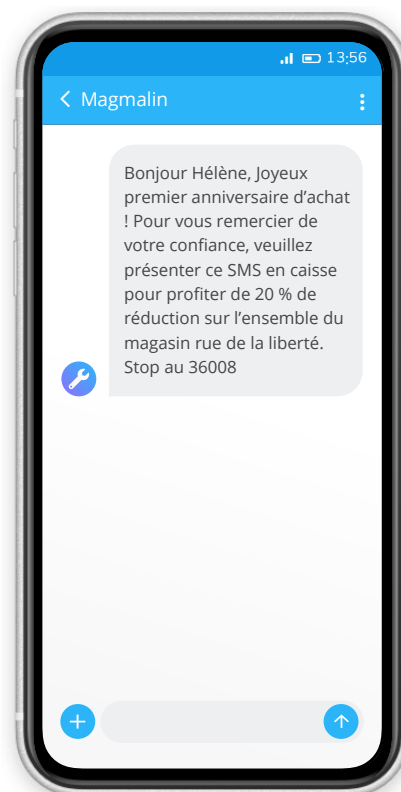 13:56
Magmalin
Bonjour Hélène, Joyeux
premier anniversaire d’achat
! Pour vous remercier de
votre confiance, veuillez
présenter ce SMS en caisse
pour profiter de 20 % de
réduction sur l’ensemble du
magasin rue de la liberté.
Stop au 36008